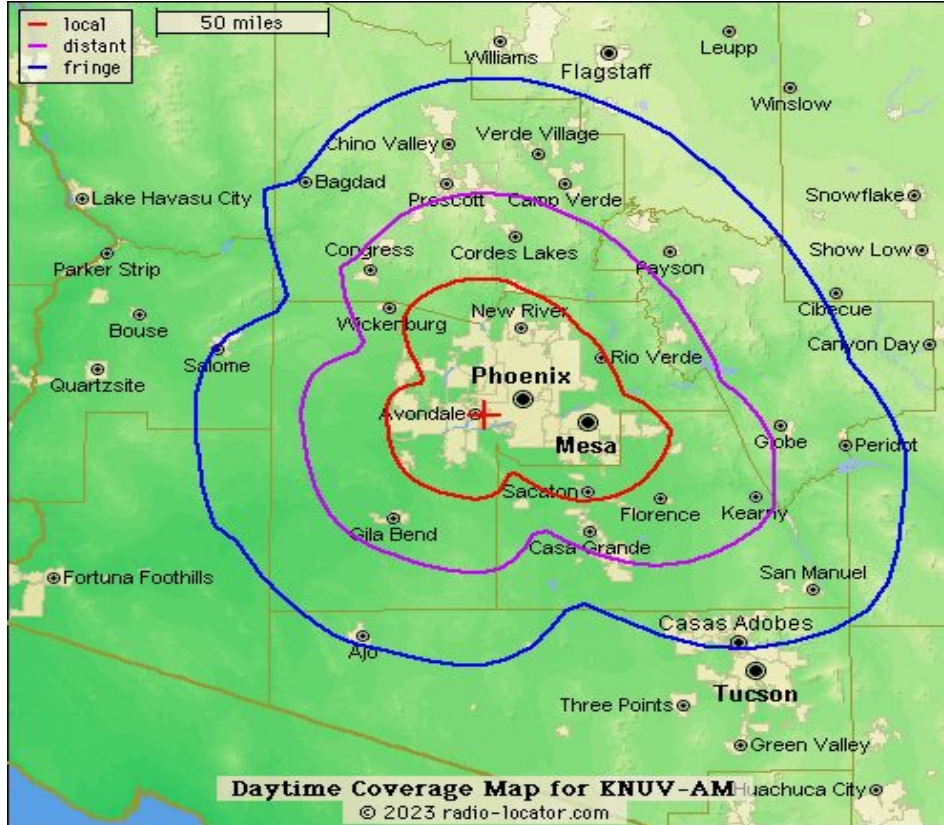 local
distant
fringe
50 miles
Williams
Flagstaff
Leupp
Winslow
Chino Valley
Verde Village
Bagdad
Prescott
Camp Verde
Lake Havasu City
Snowflake
Congress
Cordes Lakes
Payson
Show Low
Parker Strip
Bouse
Wickenburg
New River
Cibecue
Salome
Rio Verde
Canyon Day
Quartzsite
Phoenix
Avondale
Mesa
Globe
Peridot
Sacaton
Florence
Kearny
Gila Bend
Casa Grande
Fortuna Foothills
San Manuel
Ajo
Casas Adobes
Tucson
Three Points
Green Valley
Daytime Coverage Map for KNUV-AM
Huachuca City
© 2023 radio-locator.com